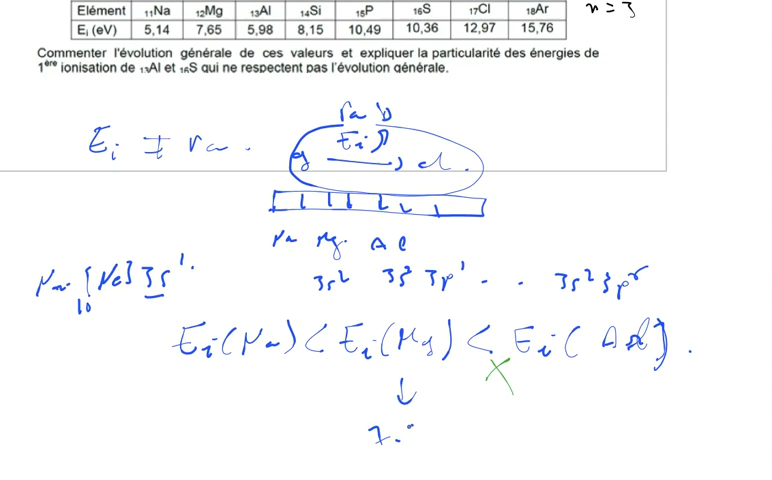 Elément 11Na 12Mg 13Al 14Si 15P 16S 17Cl 18Ar
Ei (eV) 5,14 7,65 5,98 8,15 10,49 10,36 12,97 15,76
n = 3
Commenter l'évolution générale de ces valeurs et expliquer la particularité des énergies de
1ère ionisation de 13Al et 16S qui ne respectent pas l'évolution générale.
ra
Ei ≠ ra.
Ei
g → d.
Na Mg Al
Na [Ne] 3s1.
10
3s2 3s2 3p1 . . 3s2 3p6
Ei(Na) < Ei(Mg) < Ei(Al).
↓
7.